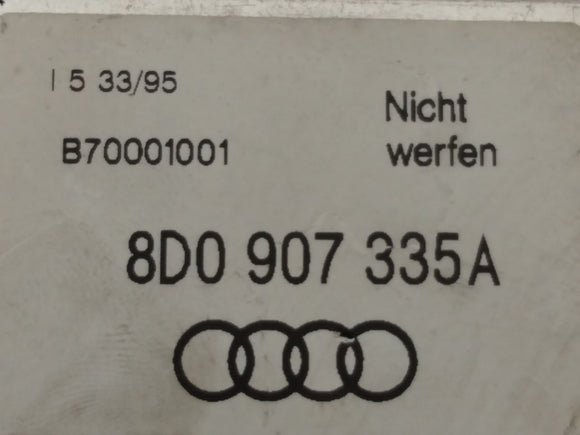 I 5 33/95
B70001001
Nicht
werfen
8D0 907 335A